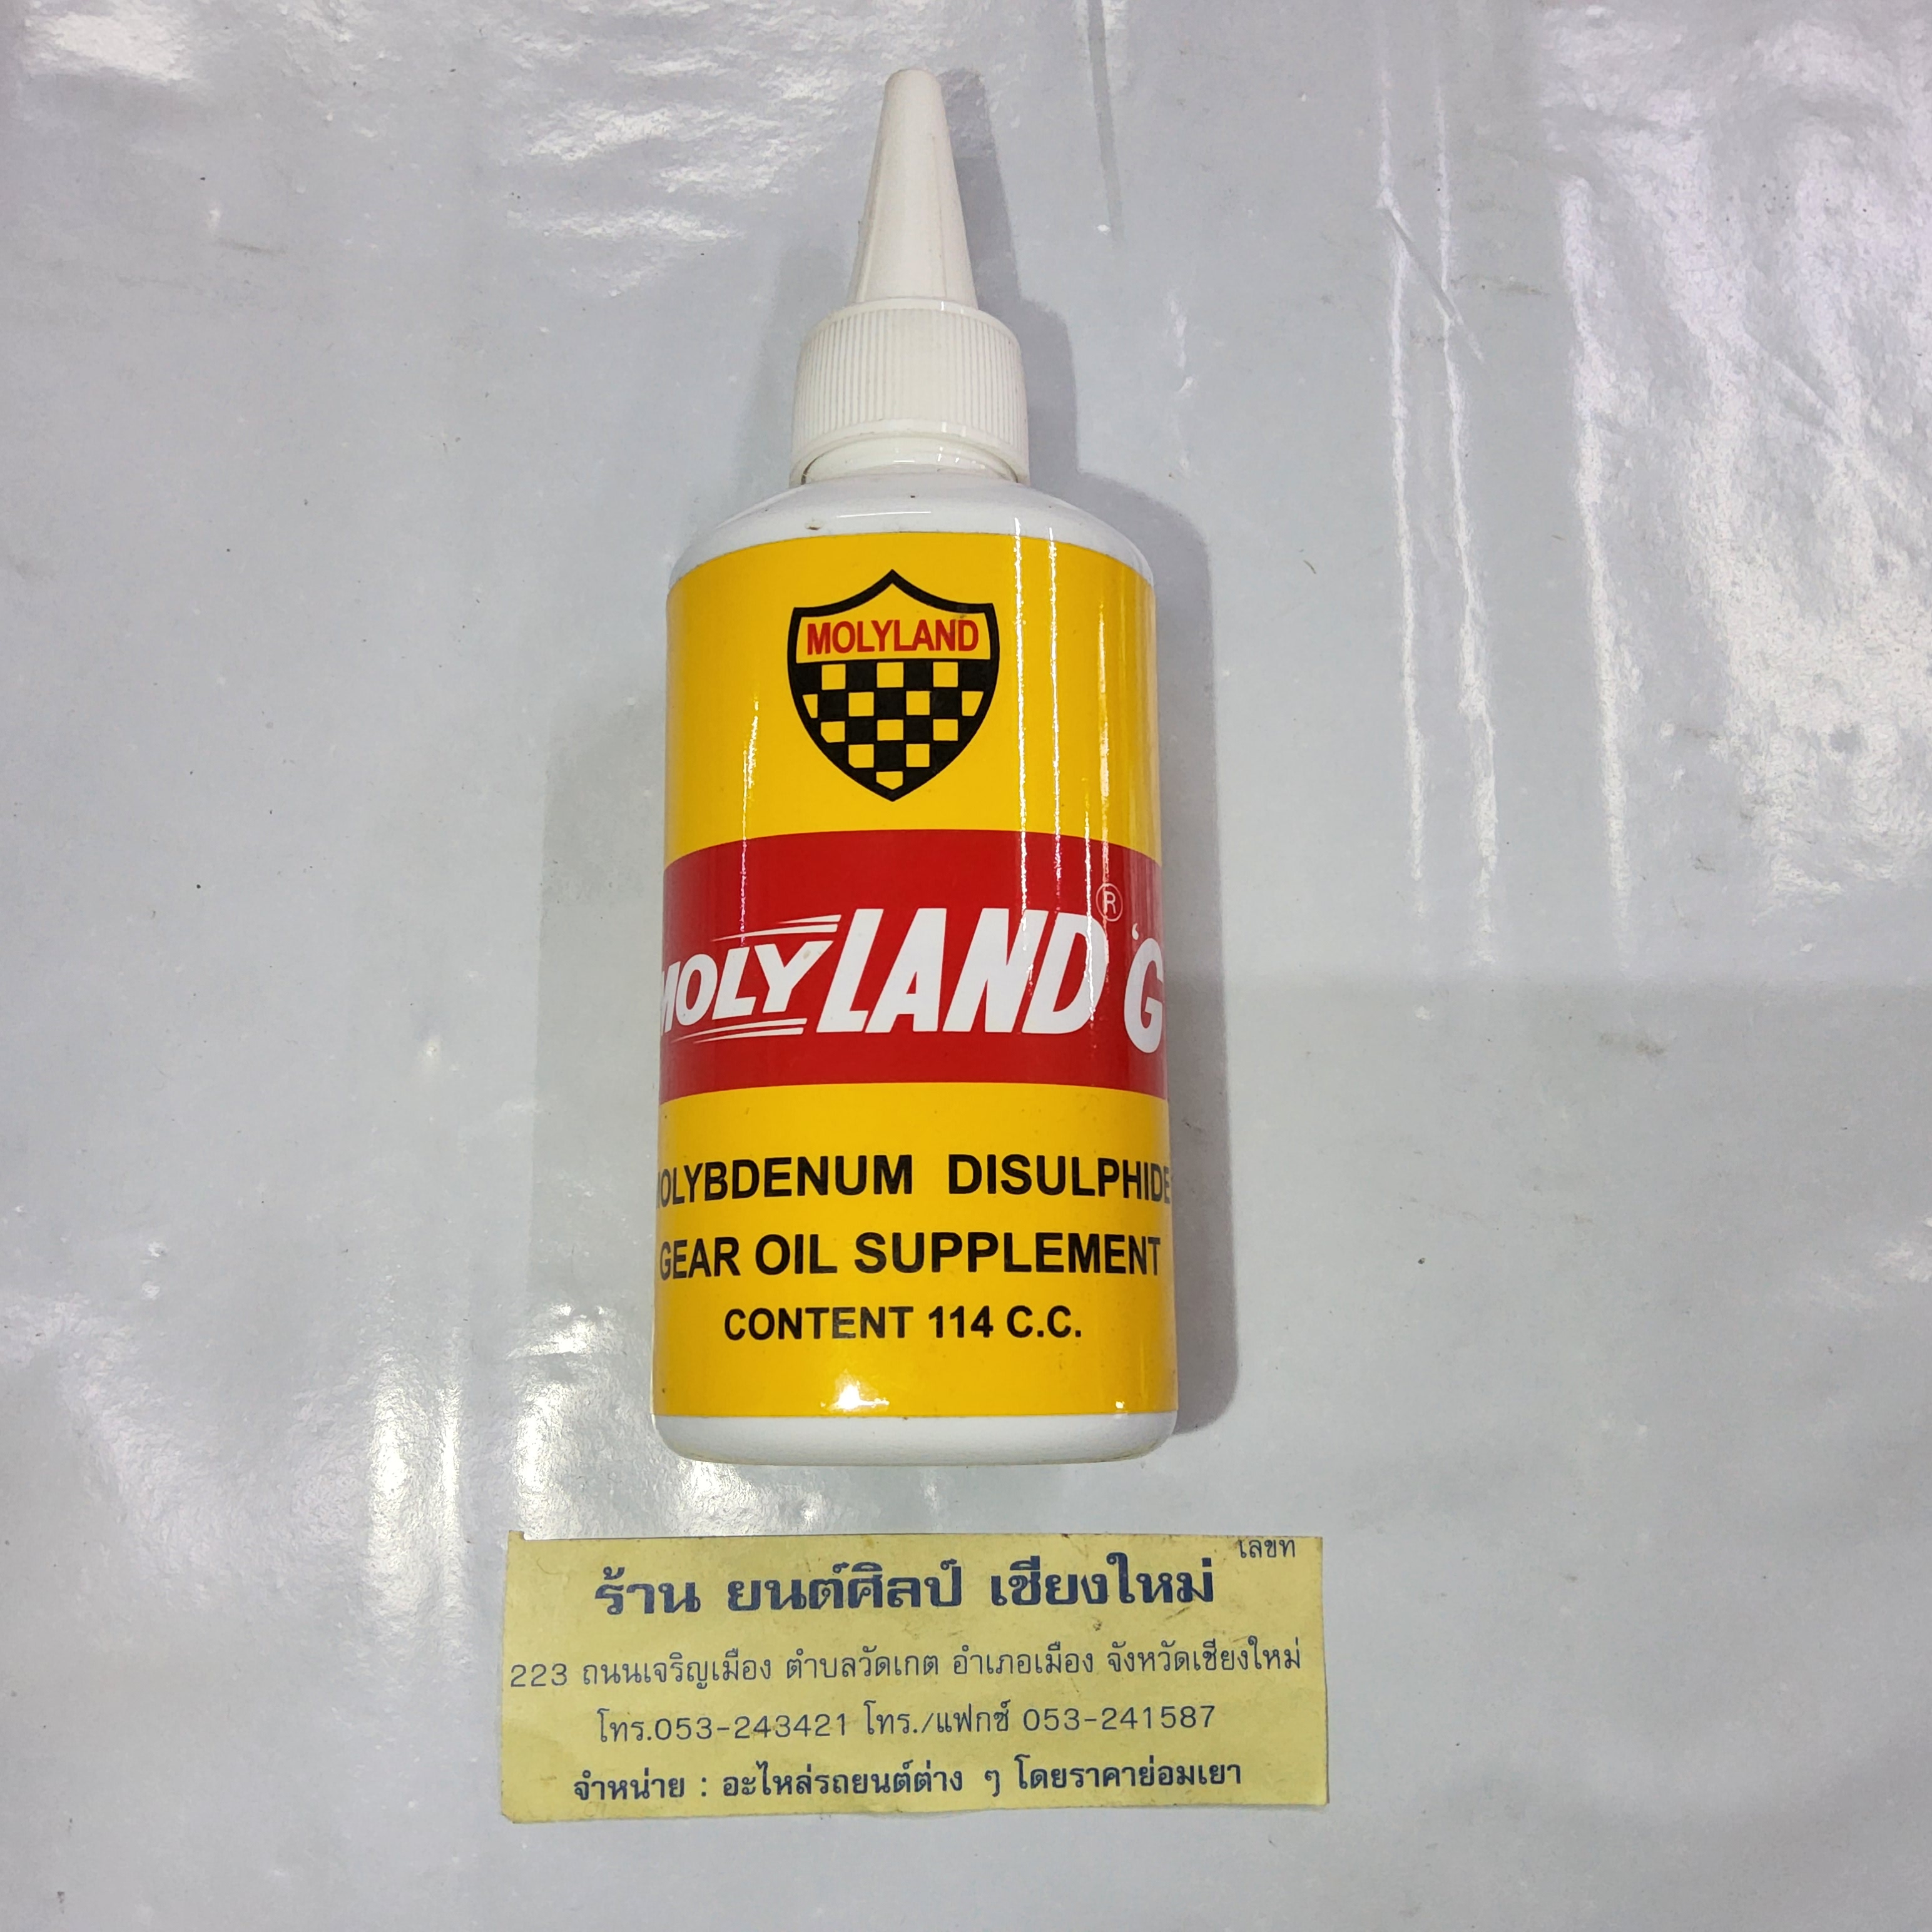 MOLYLAND
MOLYLAND® 'G
MOLYBDENUM DISULPHIDE
GEAR OIL SUPPLEMENT
CONTENT 114 C.C.
เลขที่
ร้าน ยนต์ศิลป์ เชียงใหม่
223 ถนนเจริญเมือง ตำบลวัดเกต อำเภอเมือง จังหวัดเชียงใหม่
โทร.053-243421 โทร./แฟกซ์ 053-241587
จำหน่าย : อะไหล่รถยนต์ต่าง ๆ โดยราคาย่อมเยา